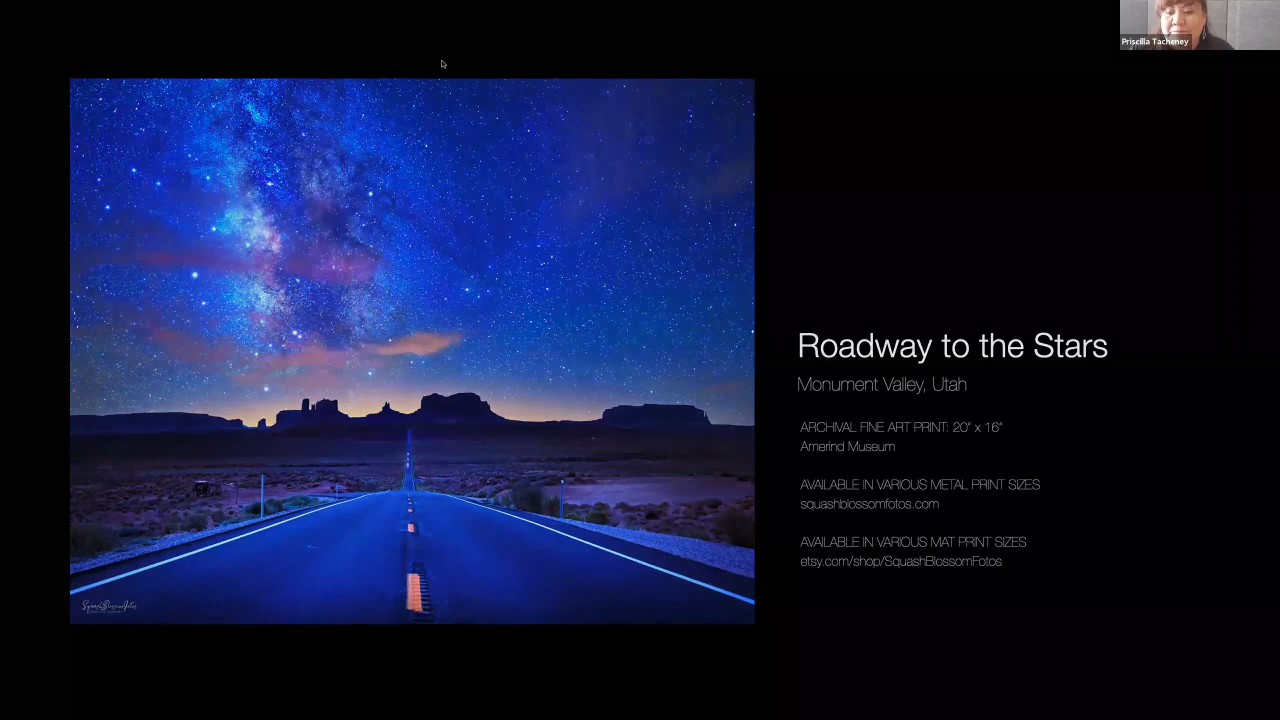 Priscilla Tacheney
Roadway to the Stars
Monument Valley, Utah
ARCHIVAL FINE ART PRINT: 20" x 16"
Amerind Museum
AVAILABLE IN VARIOUS METAL PRINT SIZES
squashblossomfotos.com
AVAILABLE IN VARIOUS MAT PRINT SIZES
etsy.com/shop/SquashBlossomFotos
SquashBlossomFotos